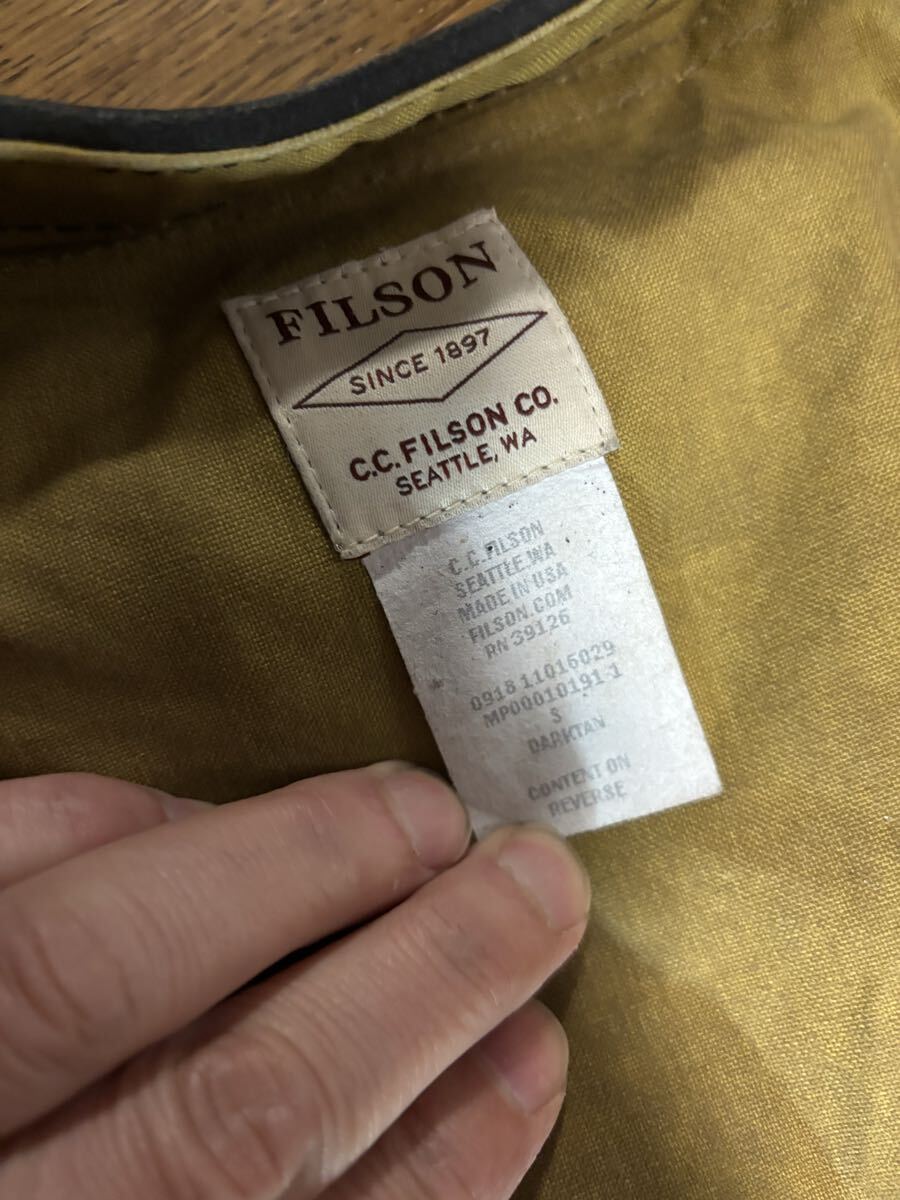 FILSON
SINCE 1897
C.C. FILSON CO.
SEATTLE, WA
C.C. FILSON
SEATTLE, WA
MADE IN USA
FILSON.COM
RN 39126
0918 11016029
MP00010191-1
S
DARKTAN
CONTENT ON
REVERSE